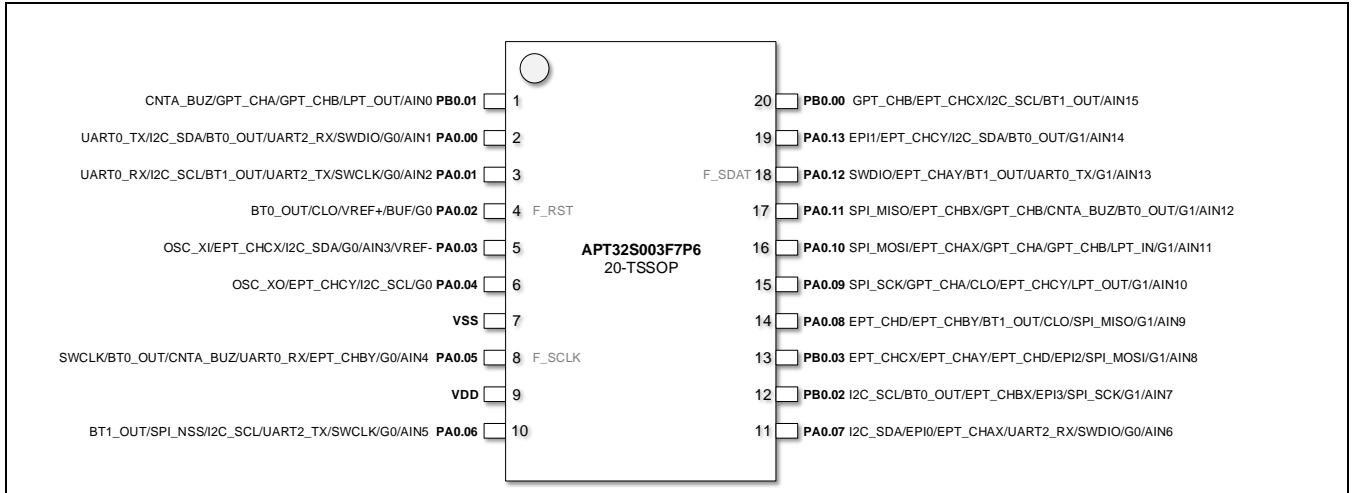 CNTA_BUZ/GPT_CHA/GPT_CHB/LPT_OUT/AIN0 PB0.01 1
UART0_TX/I2C_SDA/BT0_OUT/UART2_RX/SWDIO/G0/AIN1 PA0.00 2
UART0_RX/I2C_SCL/BT1_OUT/UART2_TX/SWCLK/G0/AIN2 PA0.01 3
BT0_OUT/CLO/VREF+/BUF/G0 PA0.02 4 F_RST
OSC_XI/EPT_CHCX/I2C_SDA/G0/AIN3/VREF- PA0.03 5
OSC_XO/EPT_CHCY/I2C_SCL/G0 PA0.04 6
VSS 7
SWCLK/BT0_OUT/CNTA_BUZ/UART0_RX/EPT_CHBY/G0/AIN4 PA0.05 8 F_SCLK
VDD 9
BT1_OUT/SPI_NSS/I2C_SCL/UART2_TX/SWCLK/G0/AIN5 PA0.06 10
APT32S003F7P6
20-TSSOP
20 PB0.00 GPT_CHB/EPT_CHCX/I2C_SCL/BT1_OUT/AIN15
19 PA0.13 EPI1/EPT_CHCY/I2C_SDA/BT0_OUT/G1/AIN14
F_SDAT 18 PA0.12 SWDIO/EPT_CHAY/BT1_OUT/UART0_TX/G1/AIN13
17 PA0.11 SPI_MISO/EPT_CHBX/GPT_CHB/CNTA_BUZ/BT0_OUT/G1/AIN12
16 PA0.10 SPI_MOSI/EPT_CHAX/GPT_CHA/GPT_CHB/LPT_IN/G1/AIN11
15 PA0.09 SPI_SCK/GPT_CHA/CLO/EPT_CHCY/LPT_OUT/G1/AIN10
14 PA0.08 EPT_CHD/EPT_CHBY/BT1_OUT/CLO/SPI_MISO/G1/AIN9
13 PB0.03 EPT_CHCX/EPT_CHAY/EPT_CHD/EPI2/SPI_MOSI/G1/AIN8
12 PB0.02 I2C_SCL/BT0_OUT/EPT_CHBX/EPI3/SPI_SCK/G1/AIN7
11 PA0.07 I2C_SDA/EPI0/EPT_CHAX/UART2_RX/SWDIO/G0/AIN6